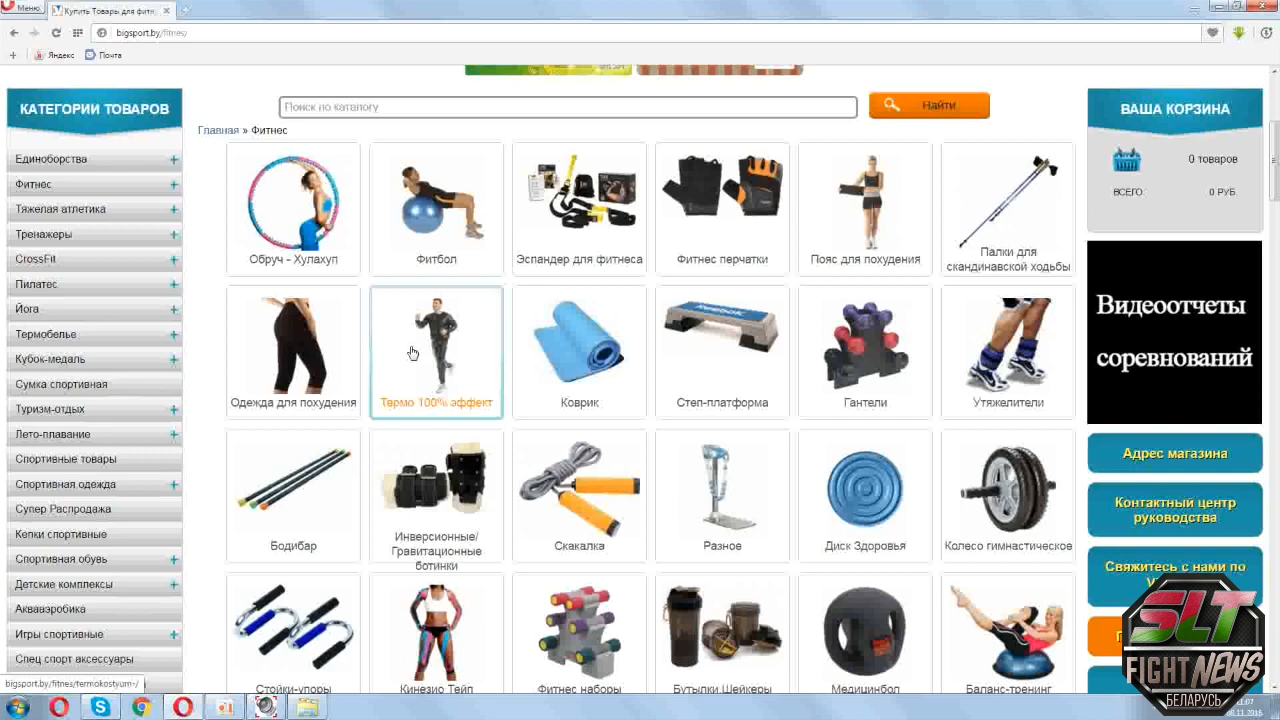 Меню
Купить Товары для фитн
bigsport.by/fitnes/
Яндекс
Почта
КАТЕГОРИИ ТОВАРОВ
Единоборства
Фитнес
Тяжелая атлетика
Тренажеры
CrossFit
Пилатес
Йога
Термобелье
Кубок-медаль
Сумка спортивная
Туризм-отдых
Лето-плавание
Спортивные товары
Спортивная одежда
Супер Распродажа
Кепки спортивные
Спортивная обувь
Детские комплексы
Аквааэробика
Игры спортивные
Спец спорт аксессуары
Поиск по каталогу
Найти
Главная » Фитнес
Обруч - Хулахуп
Фитбол
Эспандер для фитнеса
Фитнес перчатки
Пояс для похудения
Палки для
скандинавской ходьбы
Одежда для похудения
Термо 100% эффект
Коврик
Степ-платформа
Гантели
Утяжелители
Бодибар
Инверсионные/
Гравитационные
ботинки
Скакалка
Разное
Диск Здоровья
Колесо гимнастическое
Стойки-упоры
Кинезио Тейп
Фитнес наборы
Бутылки Шейкеры
Медицинбол
Баланс-тренинг
ВАША КОРЗИНА
0 товаров
ВСЕГО
0 РУБ.
Видеоотчеты
соревнований
Адрес магазина
Контактный центр
руководства
Свяжитесь с нами по
SLT
FIGHT NEWS
БЕЛАРУСЬ
bigsport.by/fitnes/termokostyum-/